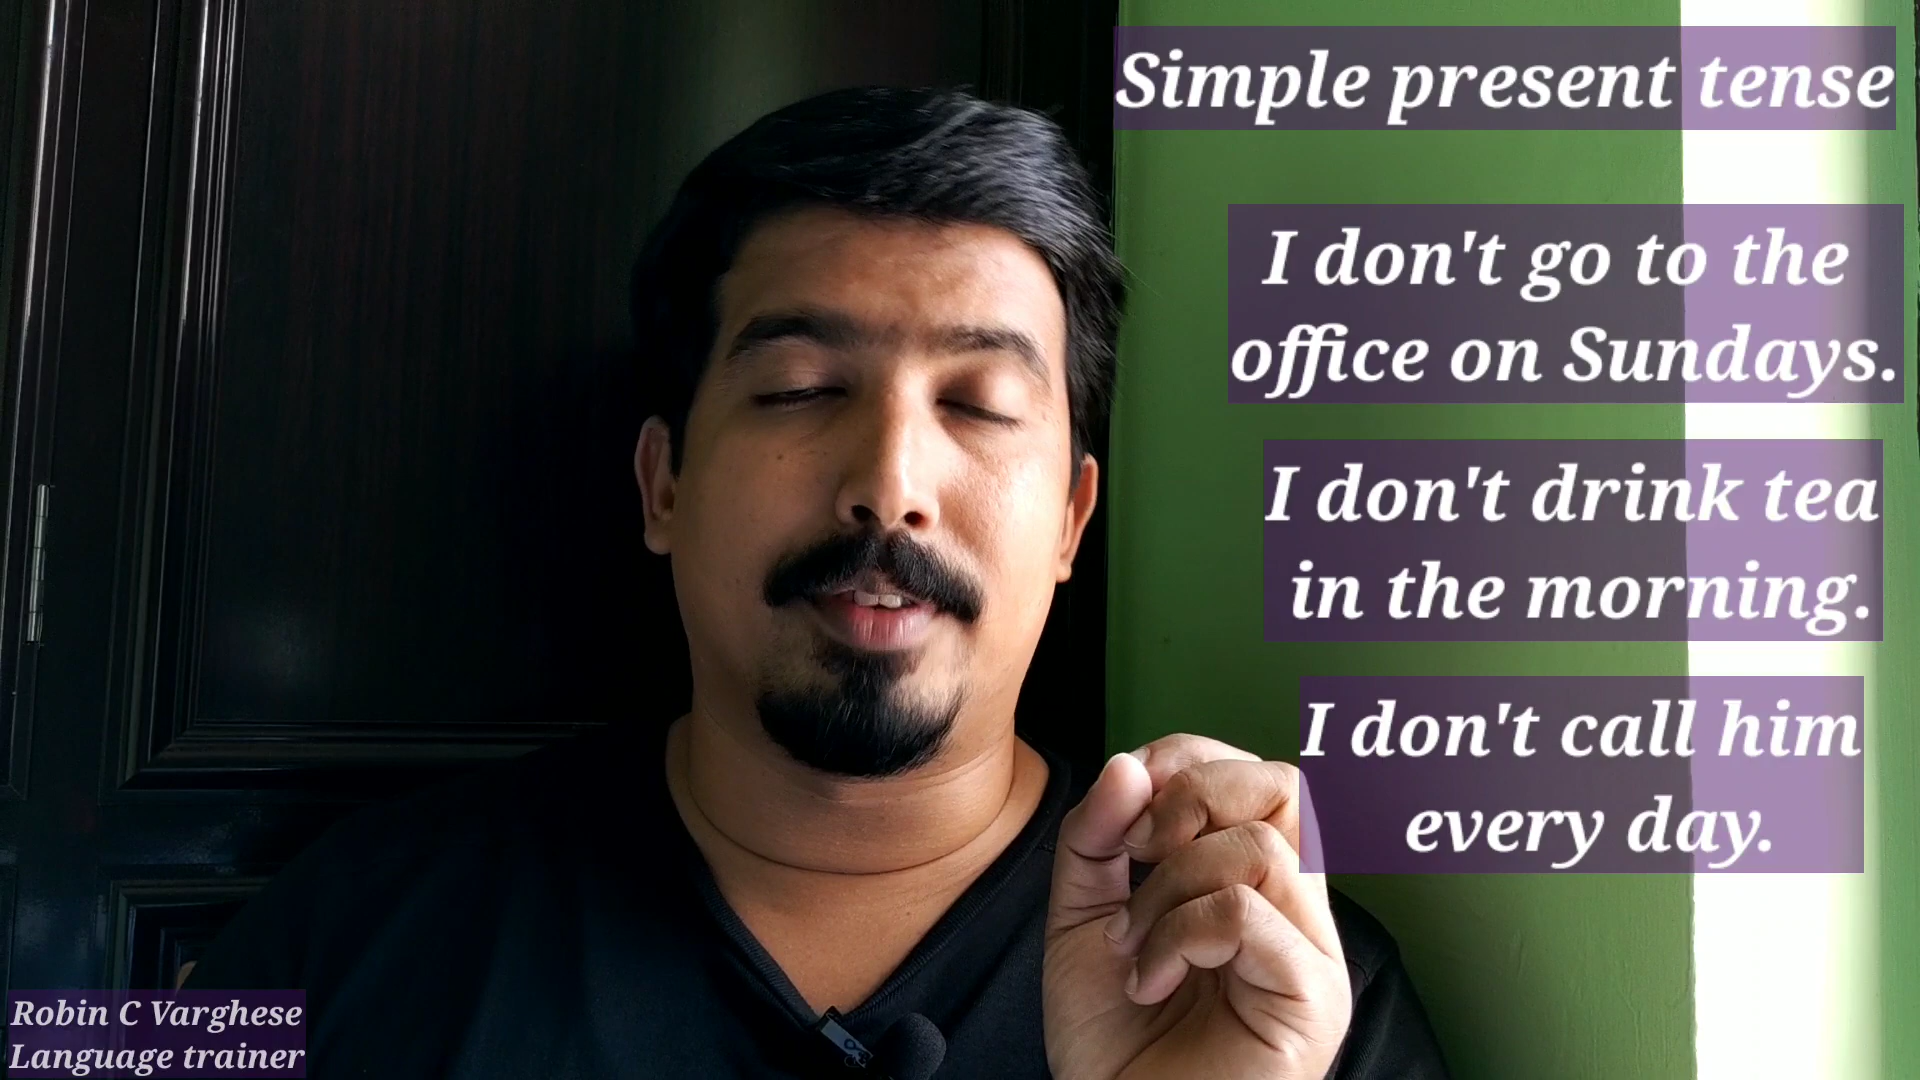 Simple present tense
I don't go to the
office on Sundays.
I don't drink tea
in the morning.
I don't call him
every day.
Robin C Varghese
Language trainer